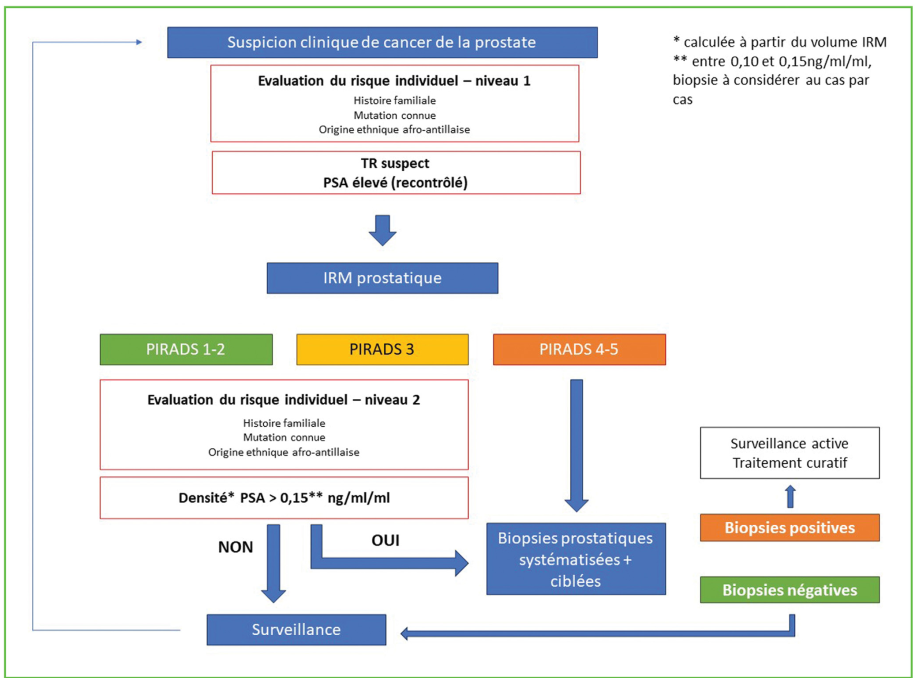 Suspicion clinique de cancer de la prostate
* calculée à partir du volume IRM
** entre 0,10 et 0,15ng/ml/ml,
biopsie à considérer au cas par
cas
Evaluation du risque individuel – niveau 1
Histoire familiale
Mutation connue
Origine ethnique afro-antillaise
TR suspect
PSA élevé (recontrôlé)
IRM prostatique
PIRADS 1-2
PIRADS 3
PIRADS 4-5
Evaluation du risque individuel – niveau 2
Histoire familiale
Mutation connue
Origine ethnique afro-antillaise
Densité* PSA > 0,15** ng/ml/ml
NON
OUI
Biopsies prostatiques
systématisées +
ciblées
Surveillance active
Traitement curatif
Biopsies positives
Biopsies négatives
Surveillance